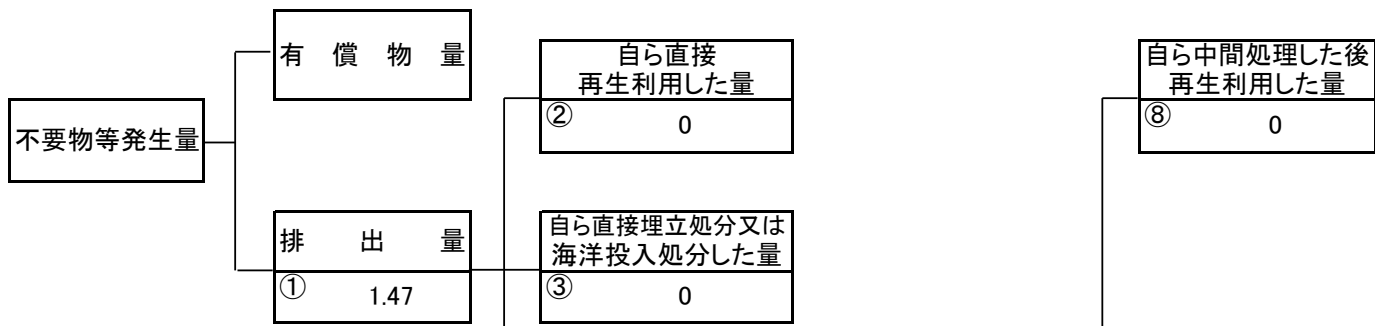 有償物量
自ら直接
再生利用した量
② 0
自ら中間処理した後
再生利用した量
⑧ 0
不要物等発生量
排出量
① 1.47
自ら直接埋立処分又は
海洋投入処分した量
③ 0